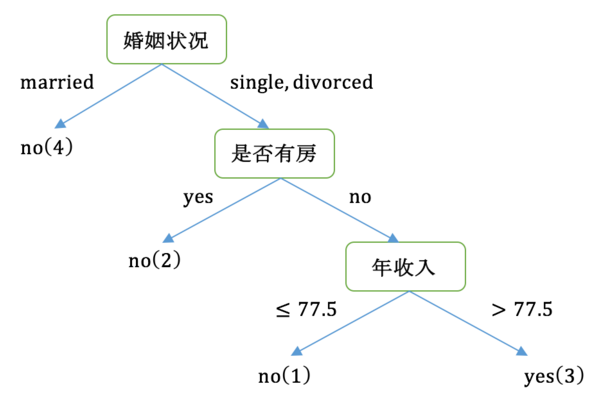 婚姻状况
married
single, divorced
no(4)
是否有房
yes
no
no(2)
年收入
≤ 77.5
> 77.5
no(1)
yes(3)